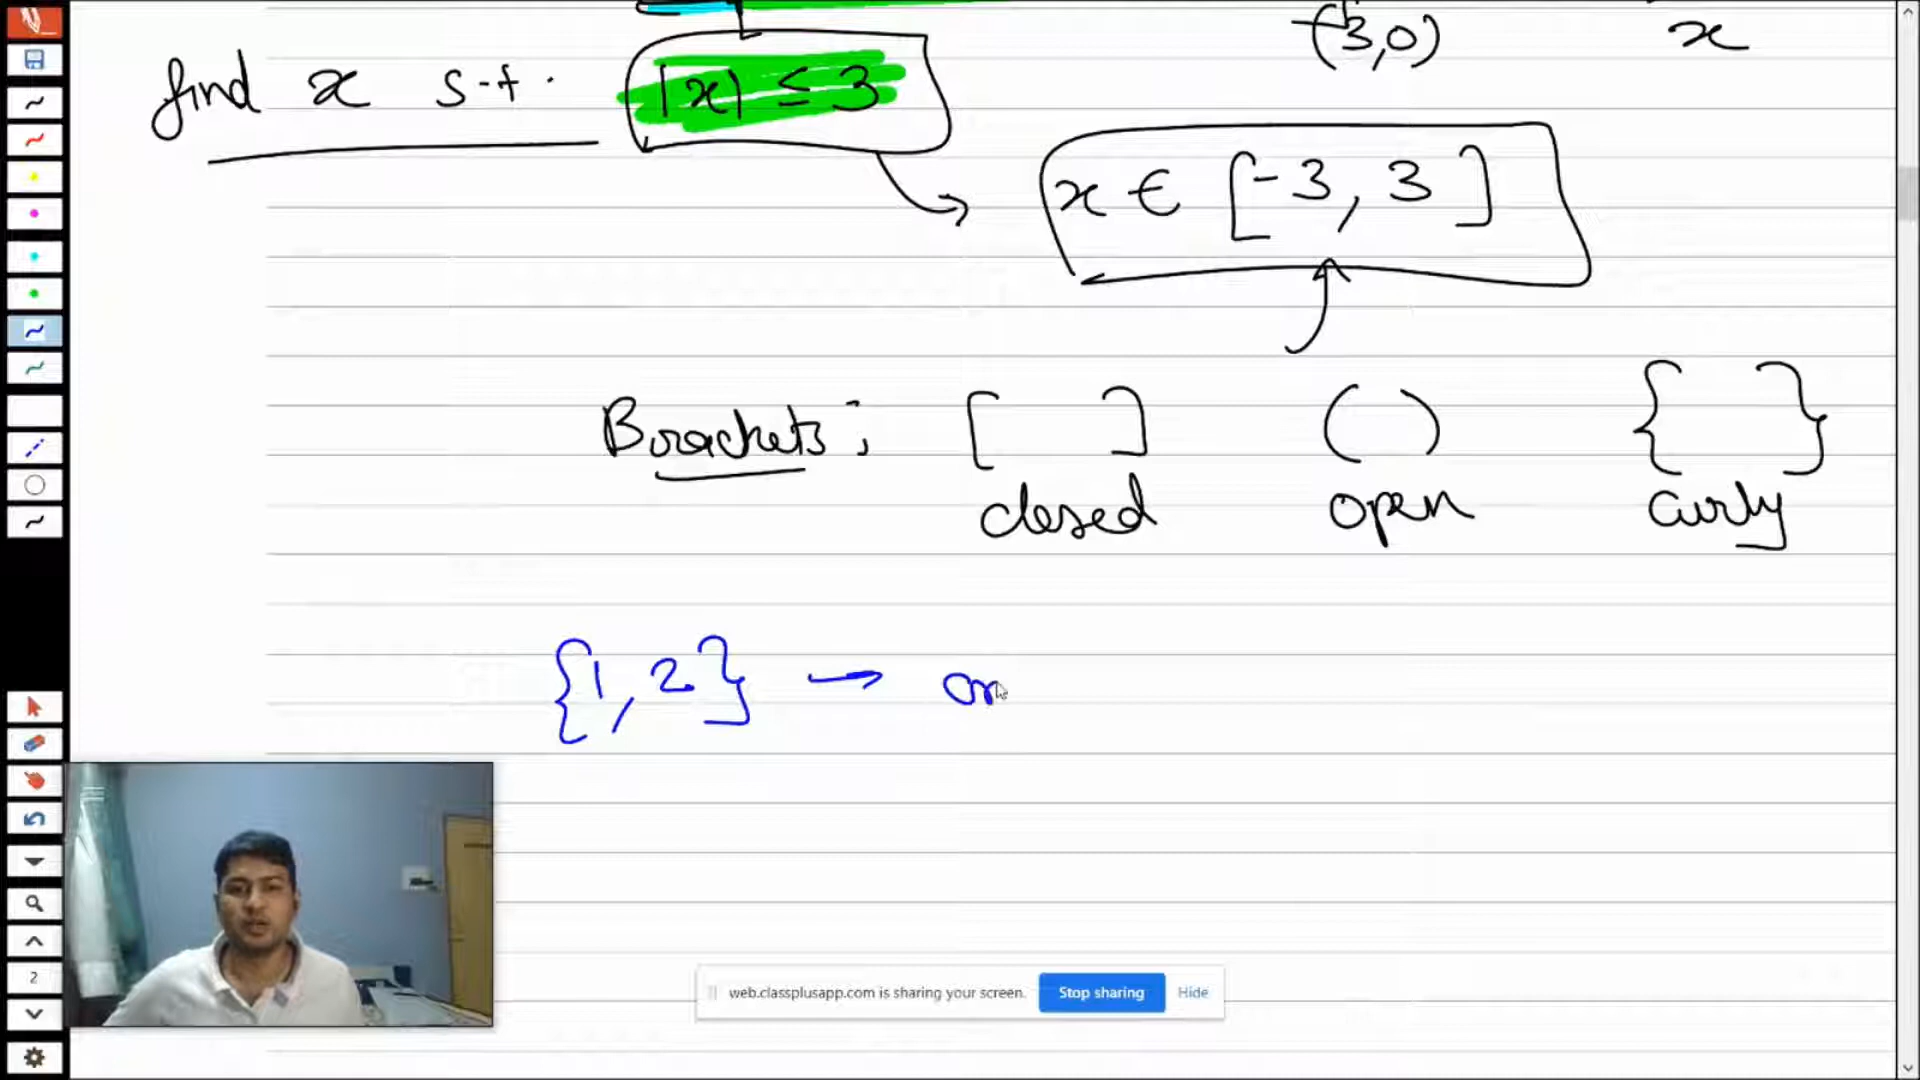 (-3,0) x
find x s.t. |x| ≤ 3
x ∈ [-3, 3]
Brackets: [ ] ( ) { }
closed open curly
{1, 2} → on
2
web.classplusapp.com is sharing your screen. Stop sharing Hide